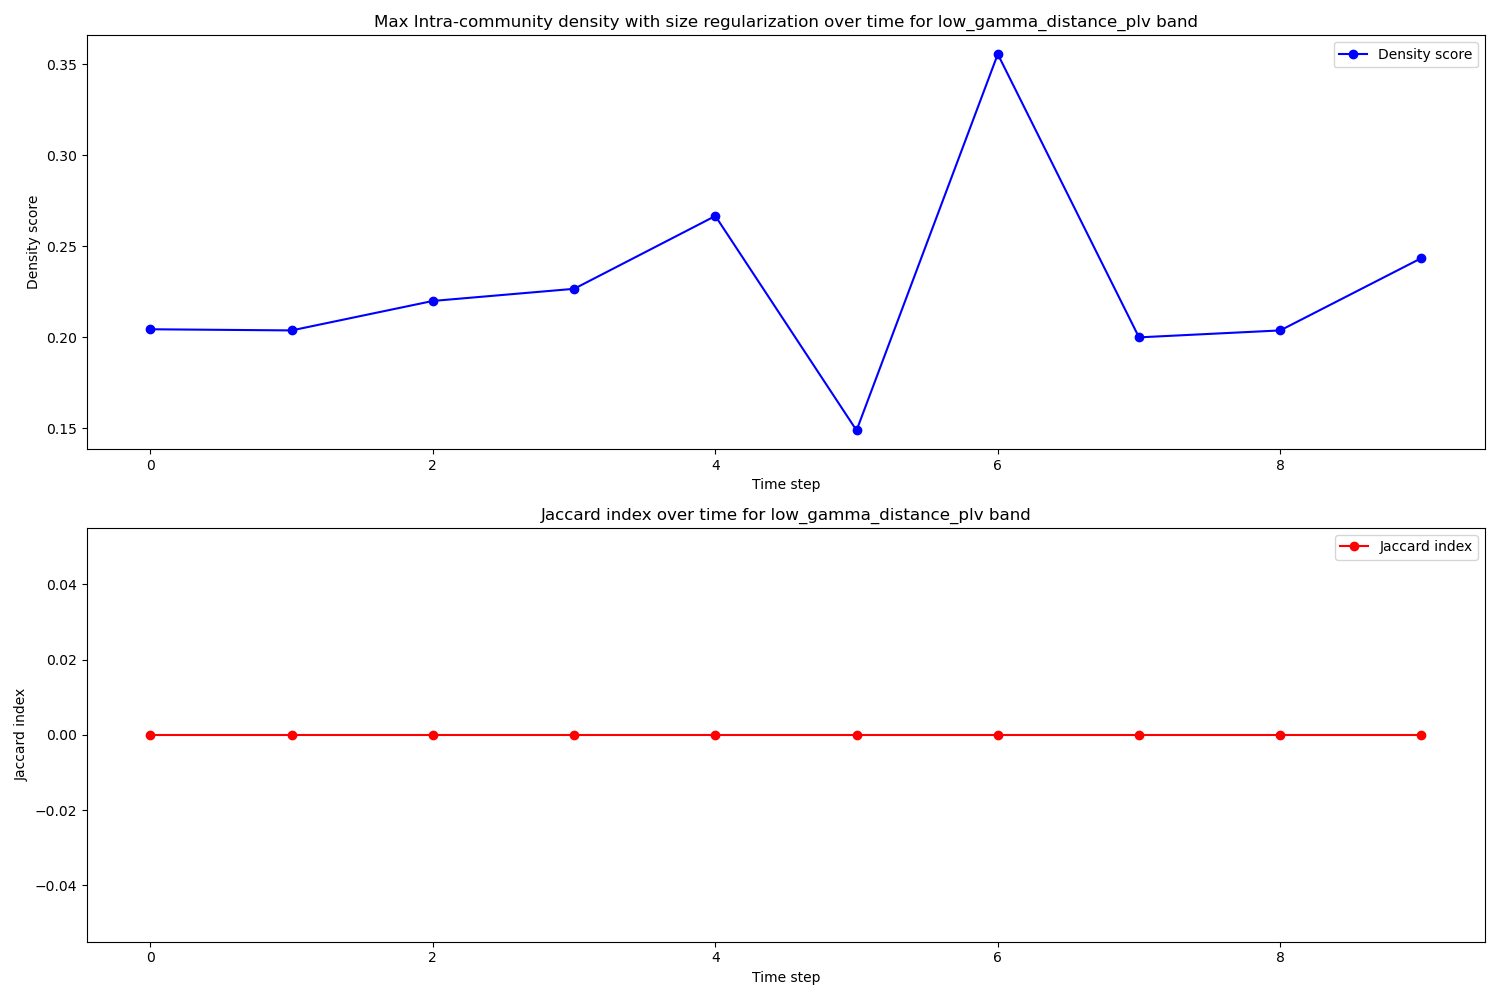 Max Intra-community density with size regularization over time for low_gamma_distance_plv band
Density score
0.35
0.30
0.25
0.20
0.15
Density score
0 2 4 6 8
Time step
Jaccard index over time for low_gamma_distance_plv band
Jaccard index
0.04
0.02
0.00
−0.02
−0.04
Jaccard index
0 2 4 6 8
Time step